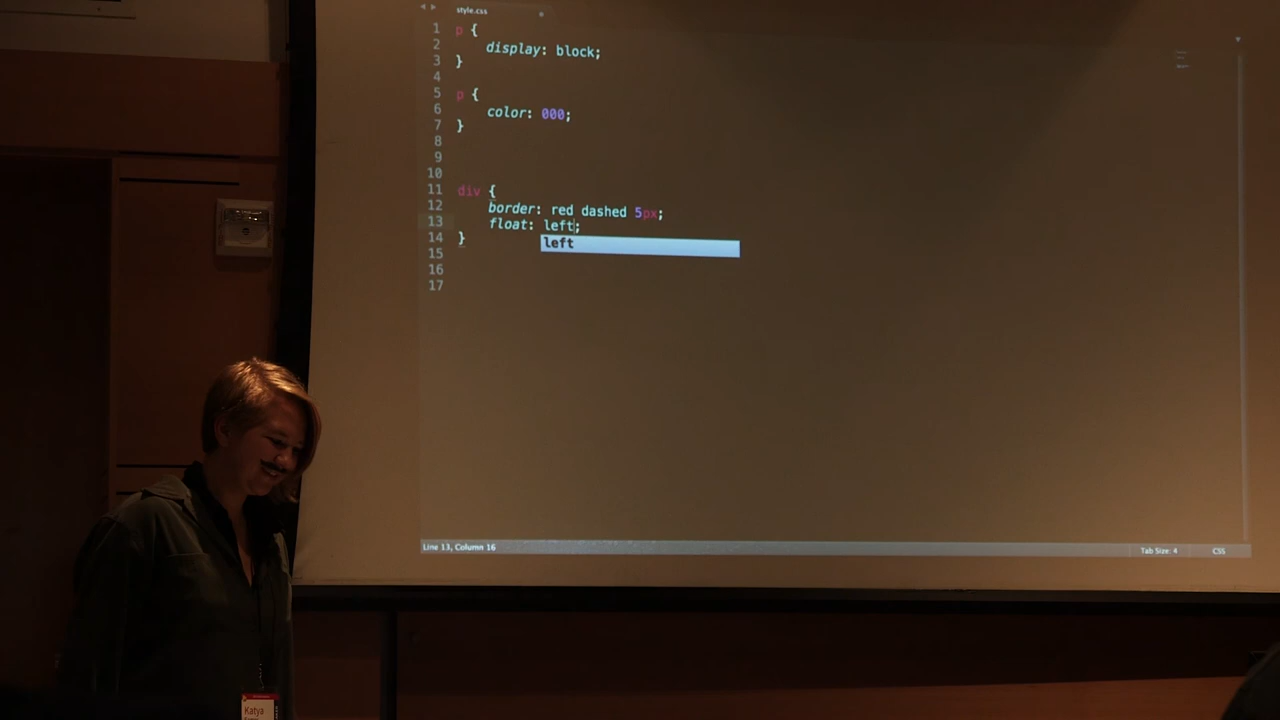 style.css
1 p {
2 display: block;
3 }
4
5 p {
6 color: 000;
7 }
8
9
10
11 div {
12 border: red dashed 5px;
13 float: left;
left
14 }
15
16
17
Line 13, Column 16
Tab Size: 4
CSS
Katya